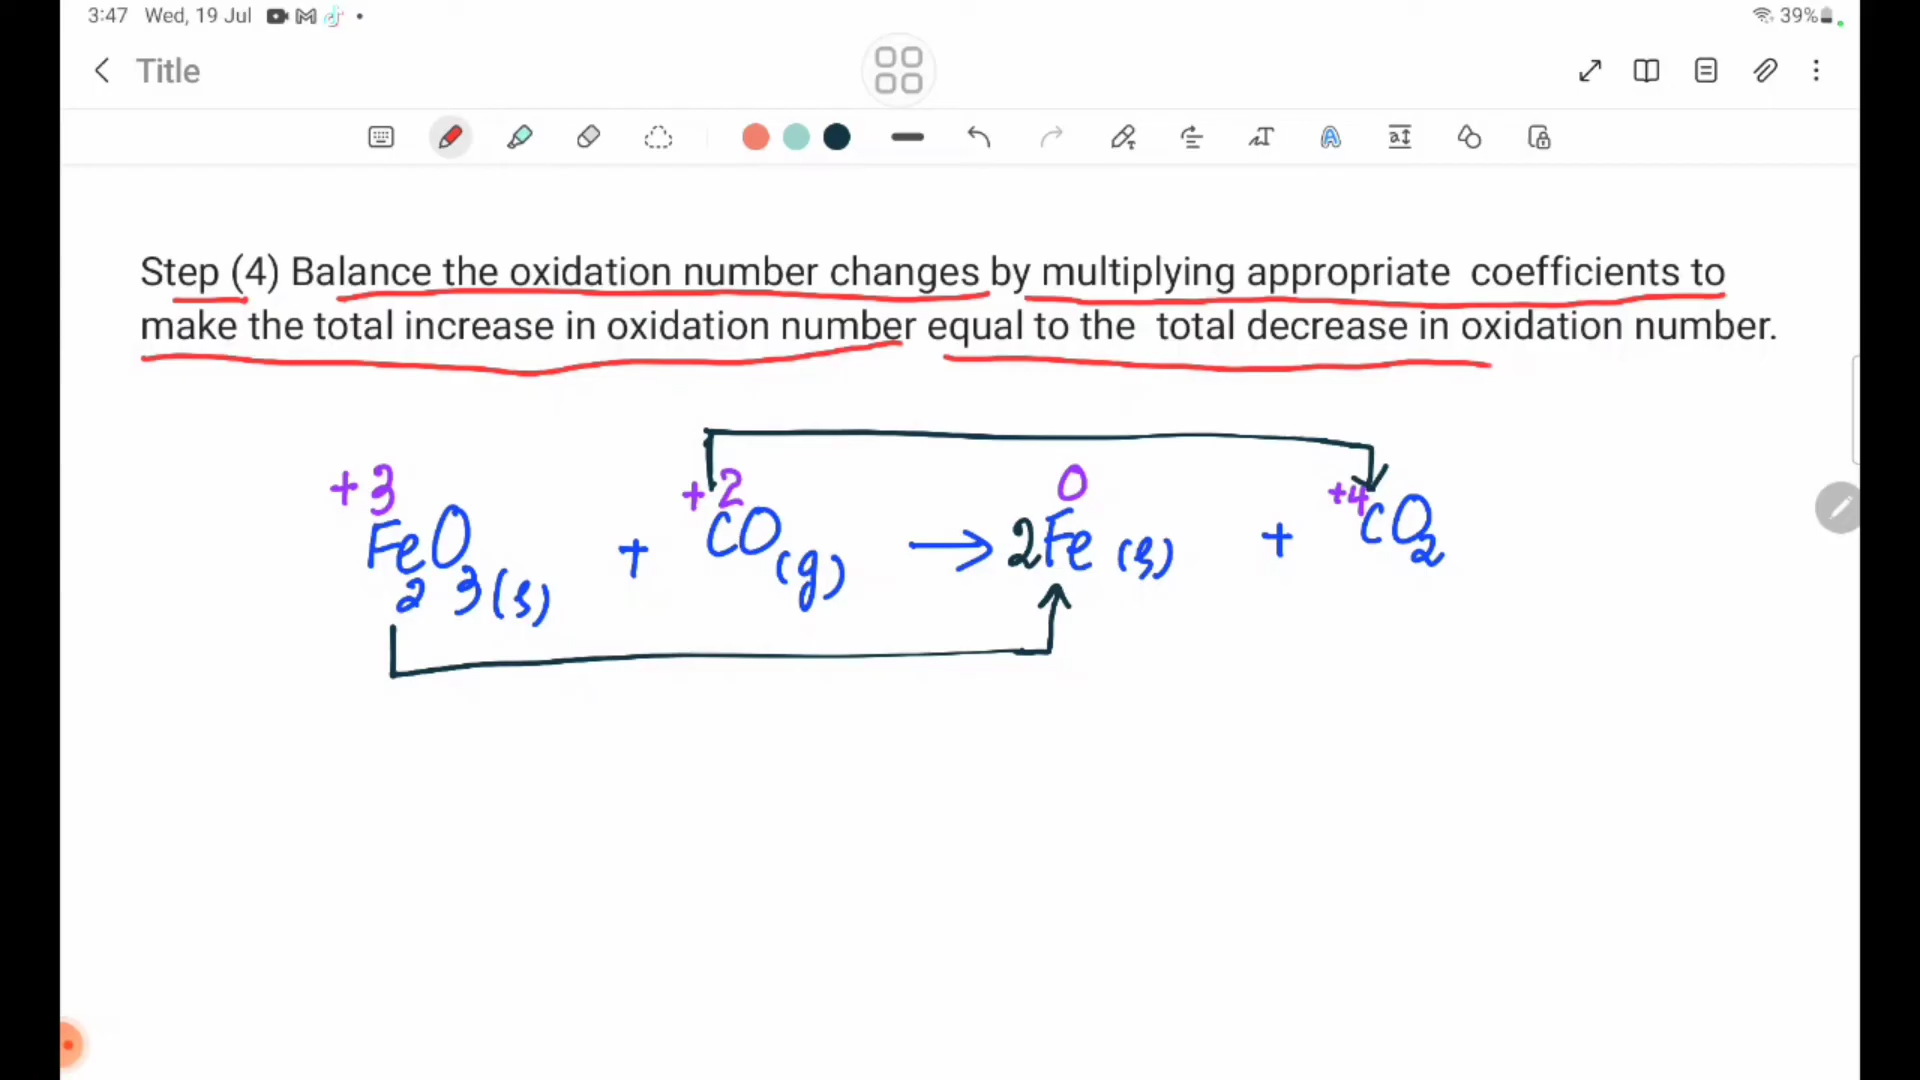 3:47 Wed, 19 Jul 39%
Title
Step (4) Balance the oxidation number changes by multiplying appropriate coefficients to
make the total increase in oxidation number equal to the total decrease in oxidation number.
+3 +2 0 +4
Fe₂O₃(s) + CO(g) → 2Fe (s) + CO₂